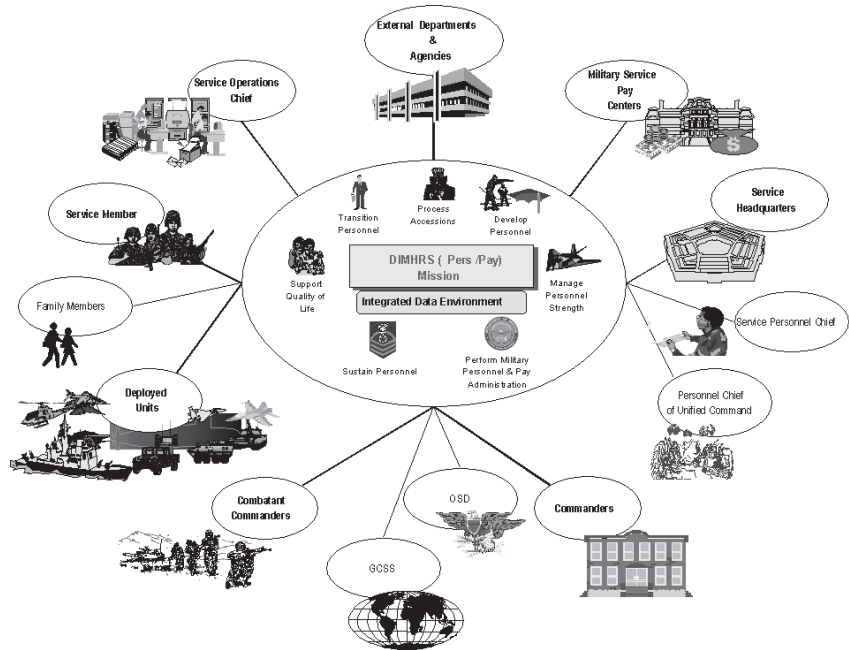 External Departments
&
Agencies
Service Operations
Chief
Military Service
Pay
Centers
$
Service Member
Service
Headquarters
Transition
Personnel
Process
Accessions
Develop
Personnel
DIMHRS ( Pers /Pay)
Mission
Support
Quality of
Life
Manage
Personnel
Strength
Integrated Data Environment
Family Members
Service Personnel Chief
Sustain Personnel
Perform Military
Personnel & Pay
Administration
Deployed
Units
Personnel Chief
of Unified Command
Combatant
Commanders
OSD
Commanders
GCSS